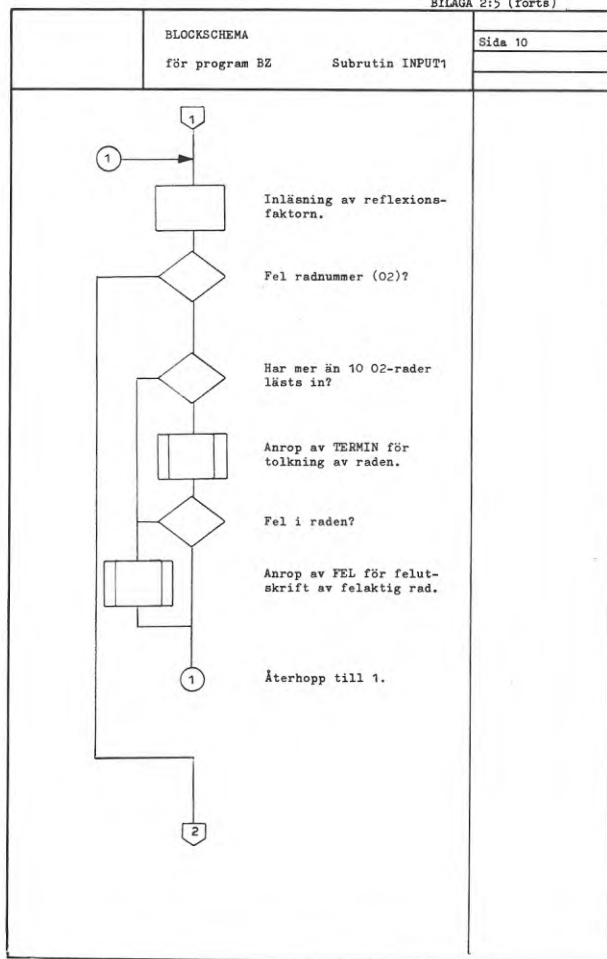 BILAGA 2:5 (forts)
BLOCKSCHEMA
Sida 10
för program BZ Subrutin INPUT1
1
1
Inläsning av reflexions-
faktorn.
Fel radnummer (02)?
Har mer än 10 02-rader
lästs in?
Anrop av TERMIN för
tolkning av raden.
Fel i raden?
Anrop av FEL för felut-
skrift av felaktig rad.
1
Återhopp till 1.
2